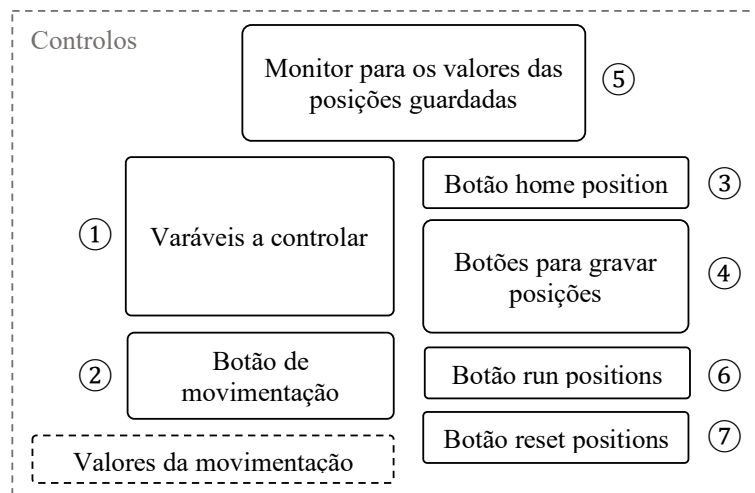 Controlos
Monitor para os valores das
posições guardadas
⑤
①
Varáveis a controlar
②
Botão de
movimentação
Valores da movimentação
Botão home position
③
Botões para gravar
posições
④
Botão run positions
⑥
Botão reset positions
⑦